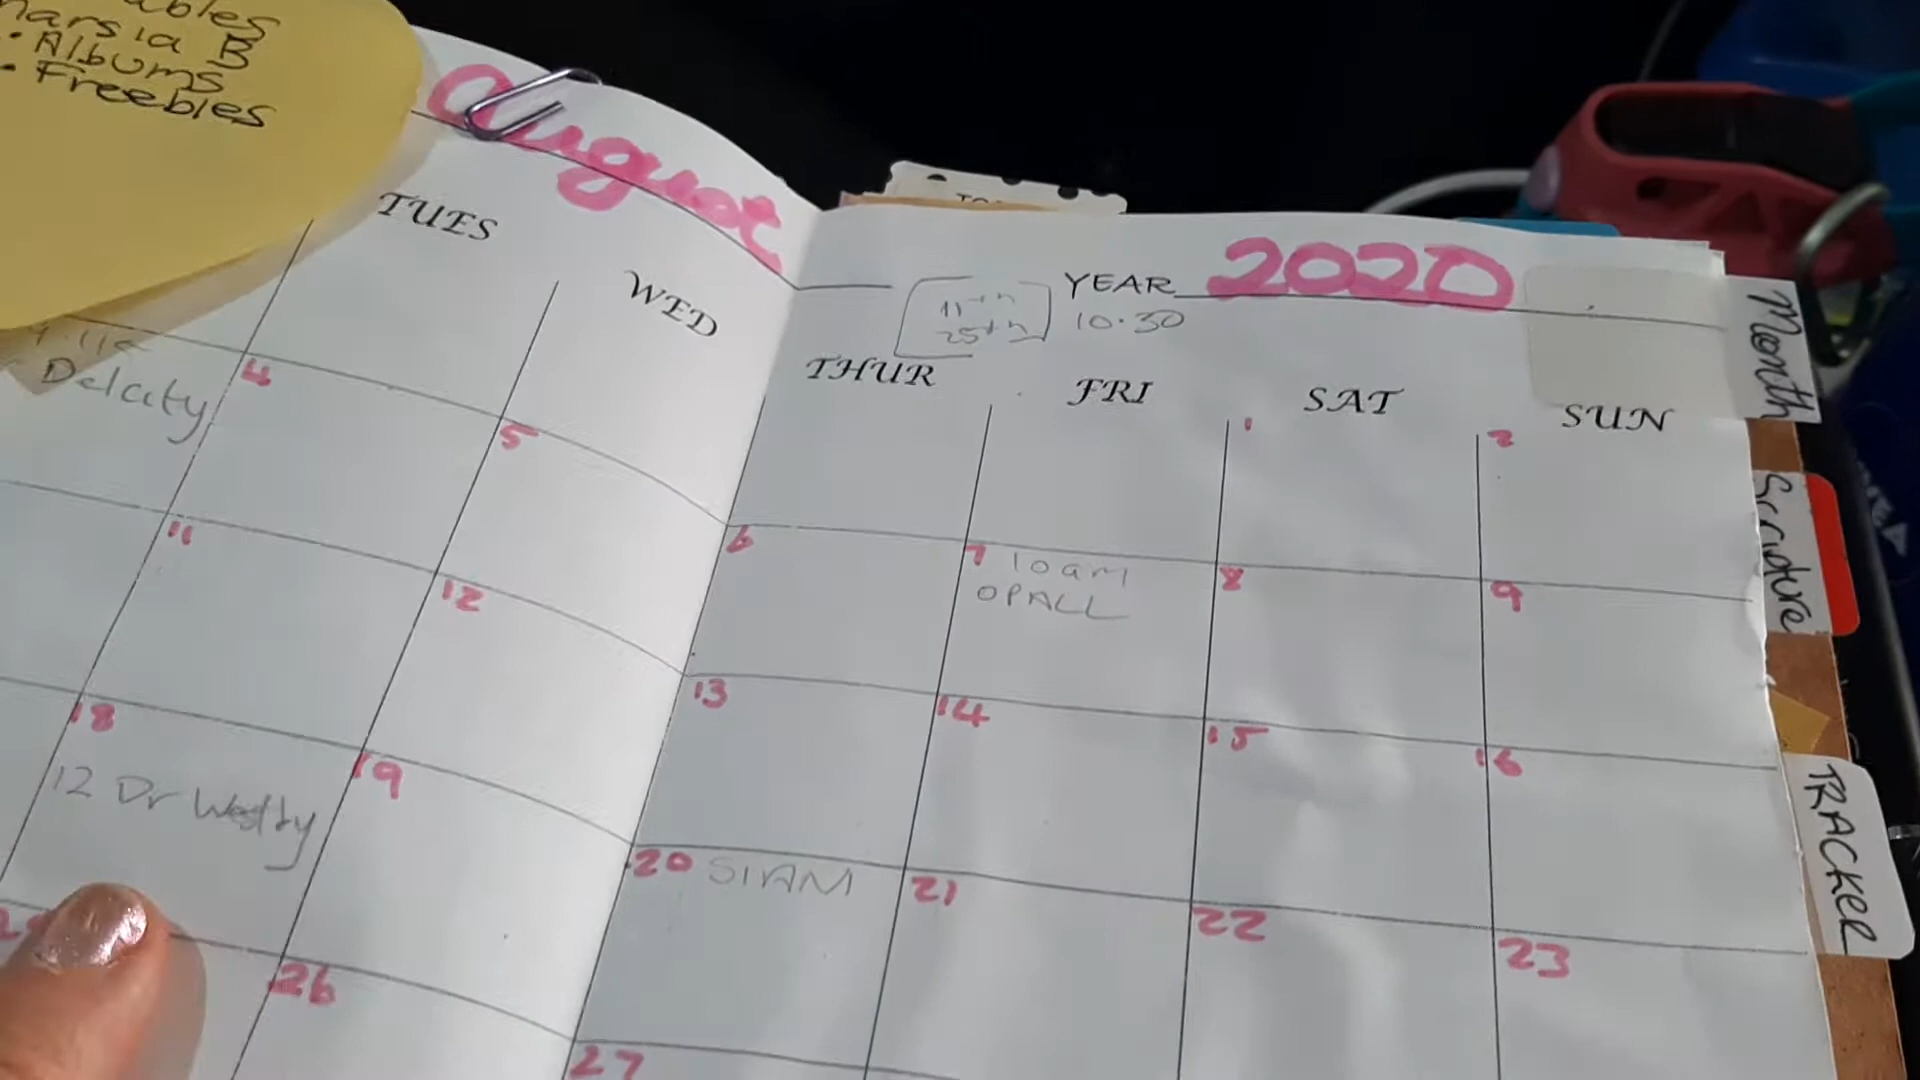 Marsia B
• Albums
• Freebies
August
YEAR 2020
11th
25th
10.30
TUES
WED
THUR
FRI
SAT
SUN
1
2
Delcity
4
5
6
7 10am
OPALL
8
9
11
12
13
14
15
16
18
12 Dr Westby
19
20 SIAM
21
22
23
26
27
Month
Scripture
TRACKER